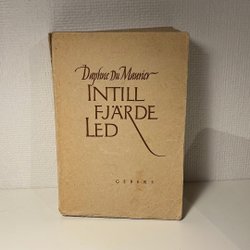 Daphne Du Maurier
INTILL
FJÄRDE
LED
GEBERS